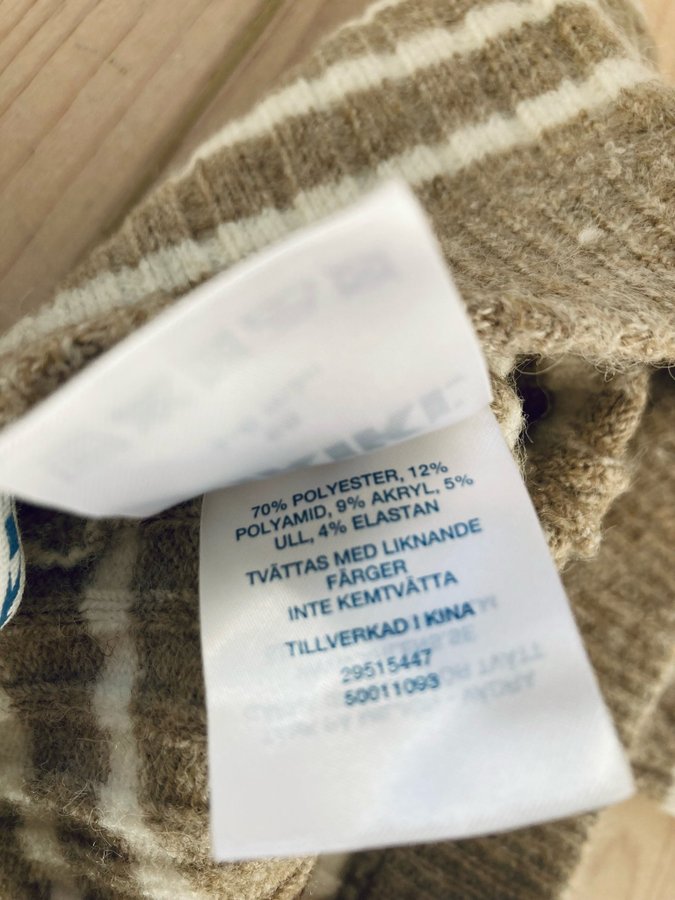 70% POLYESTER, 12%
POLYAMID, 9% AKRYL, 5%
ULL, 4% ELASTAN
TVÄTTAS MED LIKNANDE
FÄRGER
INTE KEMTVÄTTA
TILLVERKAD I KINA
29515447
50011093